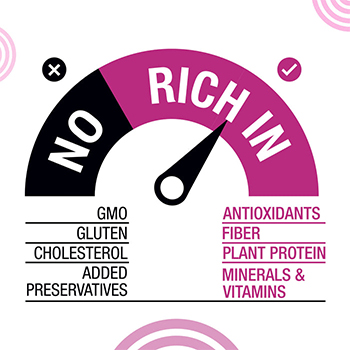 NO
RICH IN
GMO
GLUTEN
CHOLESTEROL
ADDED
PRESERVATIVES
ANTIOXIDANTS
FIBER
PLANT PROTEIN
MINERALS &
VITAMINS